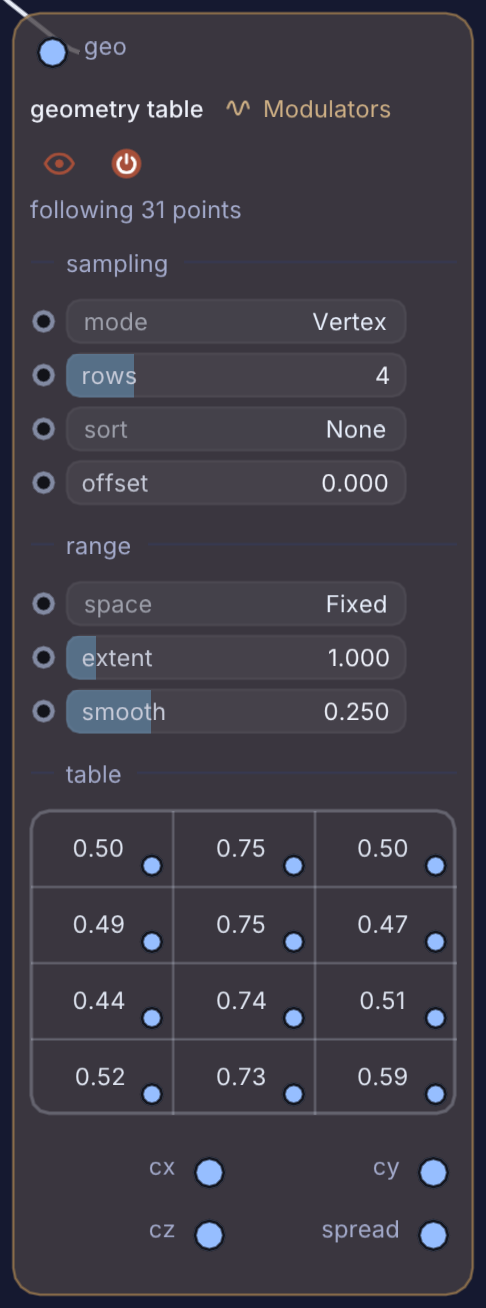 geo
geometry table Modulators
following 31 points
sampling
mode Vertex
rows 4
sort None
offset 0.000
range
space Fixed
extent 1.000
smooth 0.250
table
0.50 0.75 0.50
0.49 0.75 0.47
0.44 0.74 0.51
0.52 0.73 0.59
cx cy
cz spread